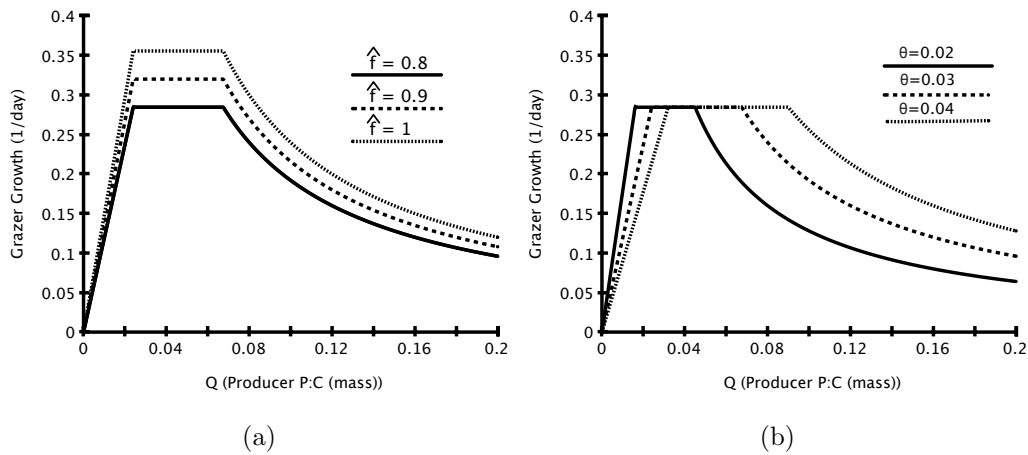 0.4
0.35
0.3
0.25
0.2
0.15
0.1
0.05
0
Grazer Growth (1/day)
f̂ = 0.8
f̂ = 0.9
f̂ = 1
0 0.04 0.08 0.12 0.16 0.2
Q (Producer P:C (mass))
(a)
0.4
0.35
0.3
0.25
0.2
0.15
0.1
0.05
0
Grazer Growth (1/day)
θ=0.02
θ=0.03
θ=0.04
0 0.04 0.08 0.12 0.16 0.2
Q (Producer P:C (mass))
(b)